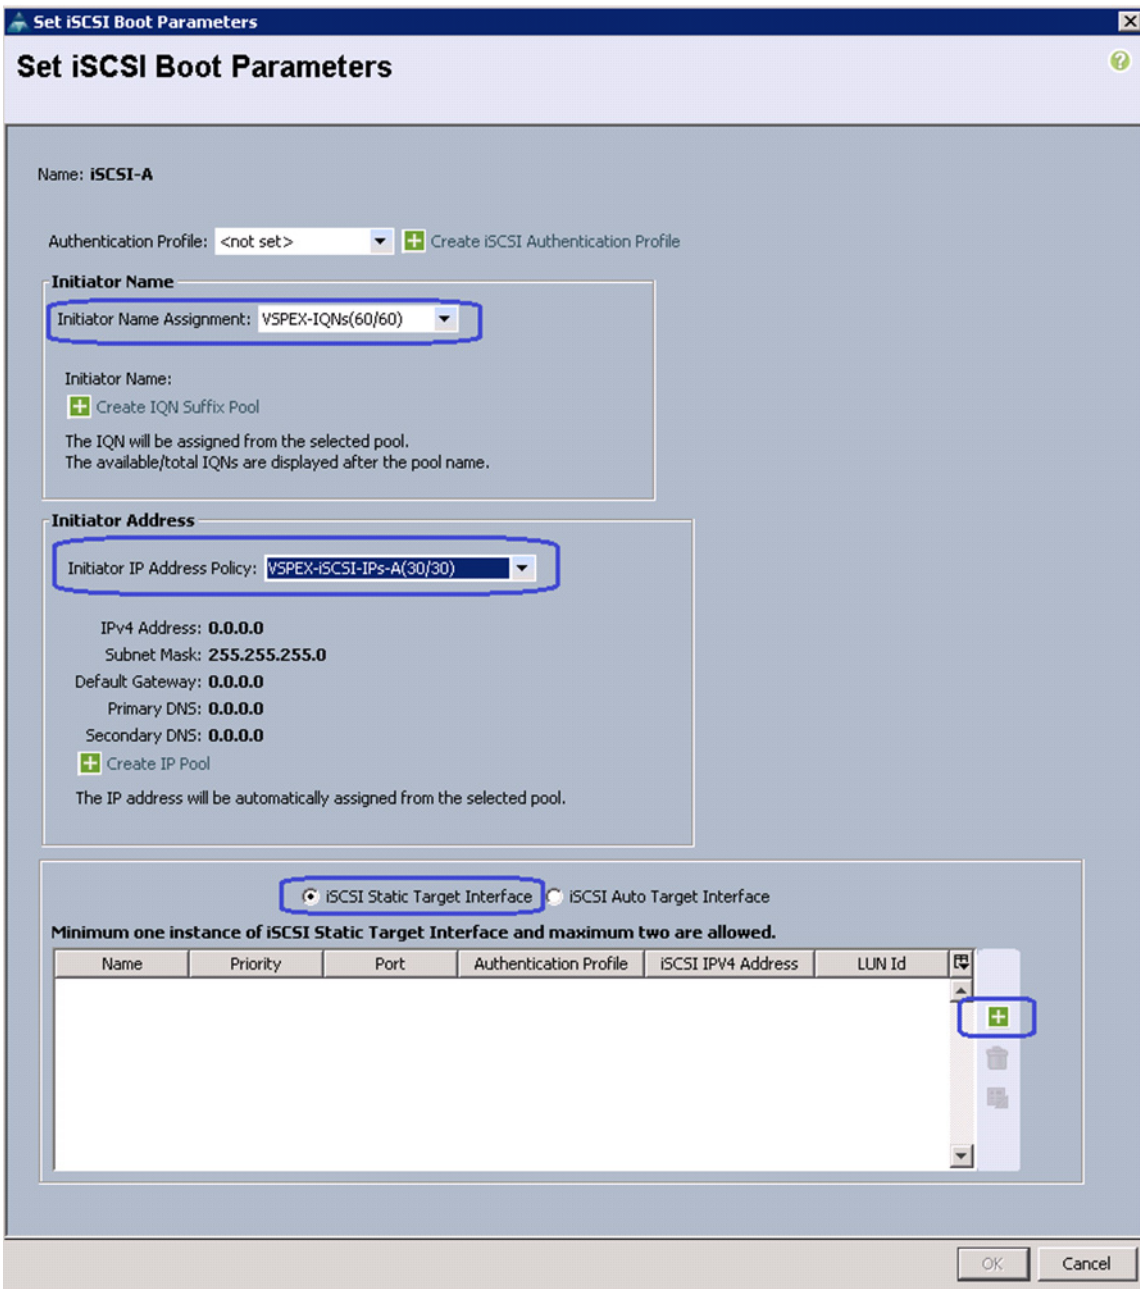 Set iSCSI Boot Parameters
Set iSCSI Boot Parameters
Name: iSCSI-A
Authentication Profile: <not set> Create iSCSI Authentication Profile
Initiator Name
Initiator Name Assignment: VSPEX-IQNs(60/60)
Initiator Name:
Create IQN Suffix Pool
The IQN will be assigned from the selected pool.
The available/total IQNs are displayed after the pool name.
Initiator Address
Initiator IP Address Policy: VSPEX-iSCSI-IPs-A(30/30)
IPv4 Address: 0.0.0.0
Subnet Mask: 255.255.255.0
Default Gateway: 0.0.0.0
Primary DNS: 0.0.0.0
Secondary DNS: 0.0.0.0
Create IP Pool
The IP address will be automatically assigned from the selected pool.
iSCSI Static Target Interface iSCSI Auto Target Interface
Minimum one instance of iSCSI Static Target Interface and maximum two are allowed.
Name Priority Port Authentication Profile iSCSI IPV4 Address LUN Id
OK Cancel